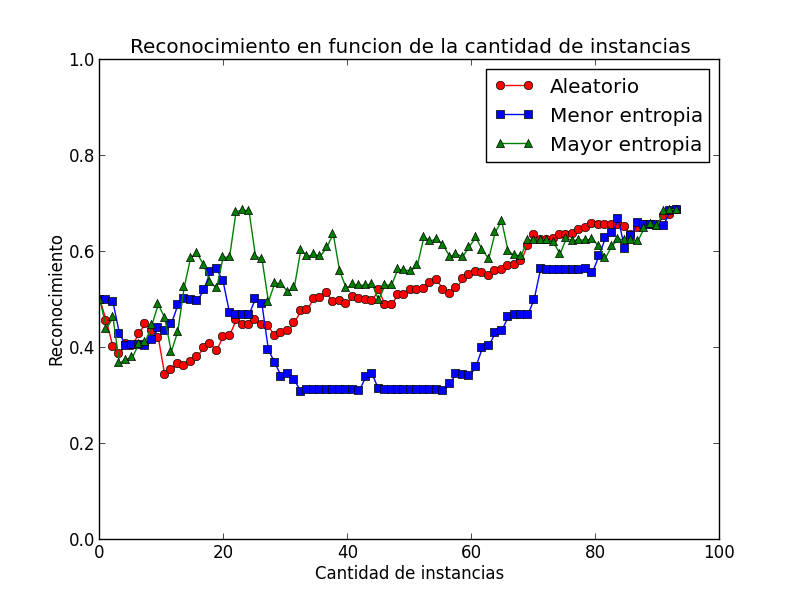 Reconocimiento en funcion de la cantidad de instancias
Aleatorio
Menor entropia
Mayor entropia
Reconocimiento
1.0
0.8
0.6
0.4
0.2
0.0
0 20 40 60 80 100
Cantidad de instancias